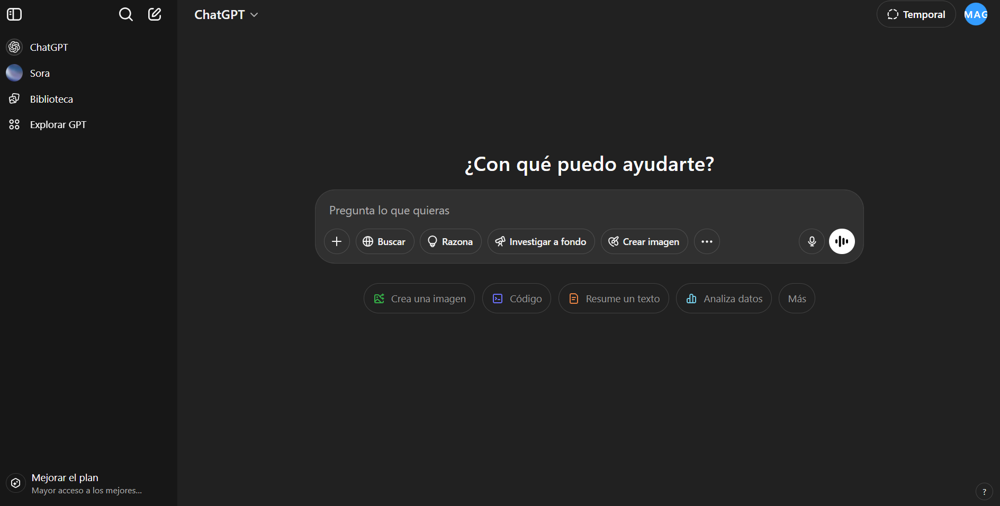 ChatGPT
Temporal
MAG
ChatGPT
Sora
Biblioteca
Explorar GPT
¿Con qué puedo ayudarte?
Pregunta lo que quieras
Buscar
Razona
Investigar a fondo
Crear imagen
Crea una imagen
Código
Resume un texto
Analiza datos
Más
Mejorar el plan
Mayor acceso a los mejores...
?